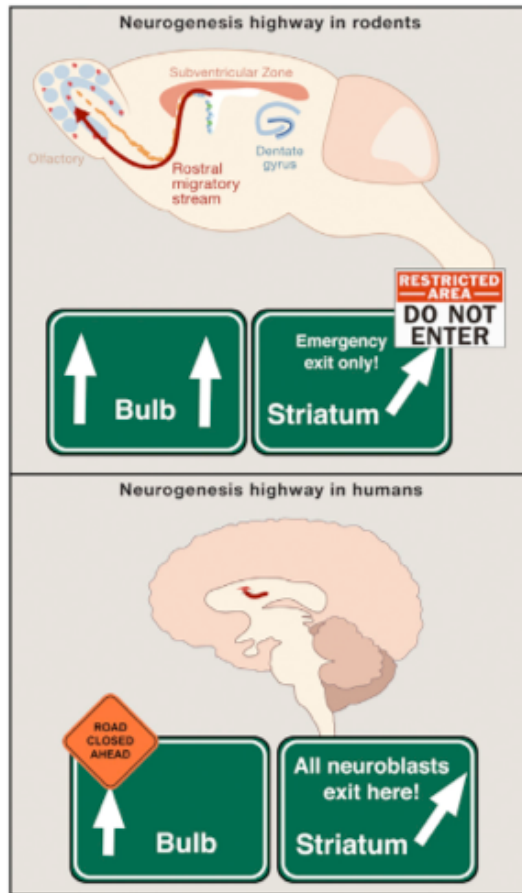 Neurogenesis highway in rodents
Subventricular Zone
Olfactory
Dentate
gyrus
Rostral
migratory
stream
RESTRICTED
AREA
DO NOT
ENTER
Bulb
Emergency
exit only!
Striatum
Neurogenesis highway in humans
ROAD
CLOSED
AHEAD
Bulb
All neuroblasts
exit here!
Striatum